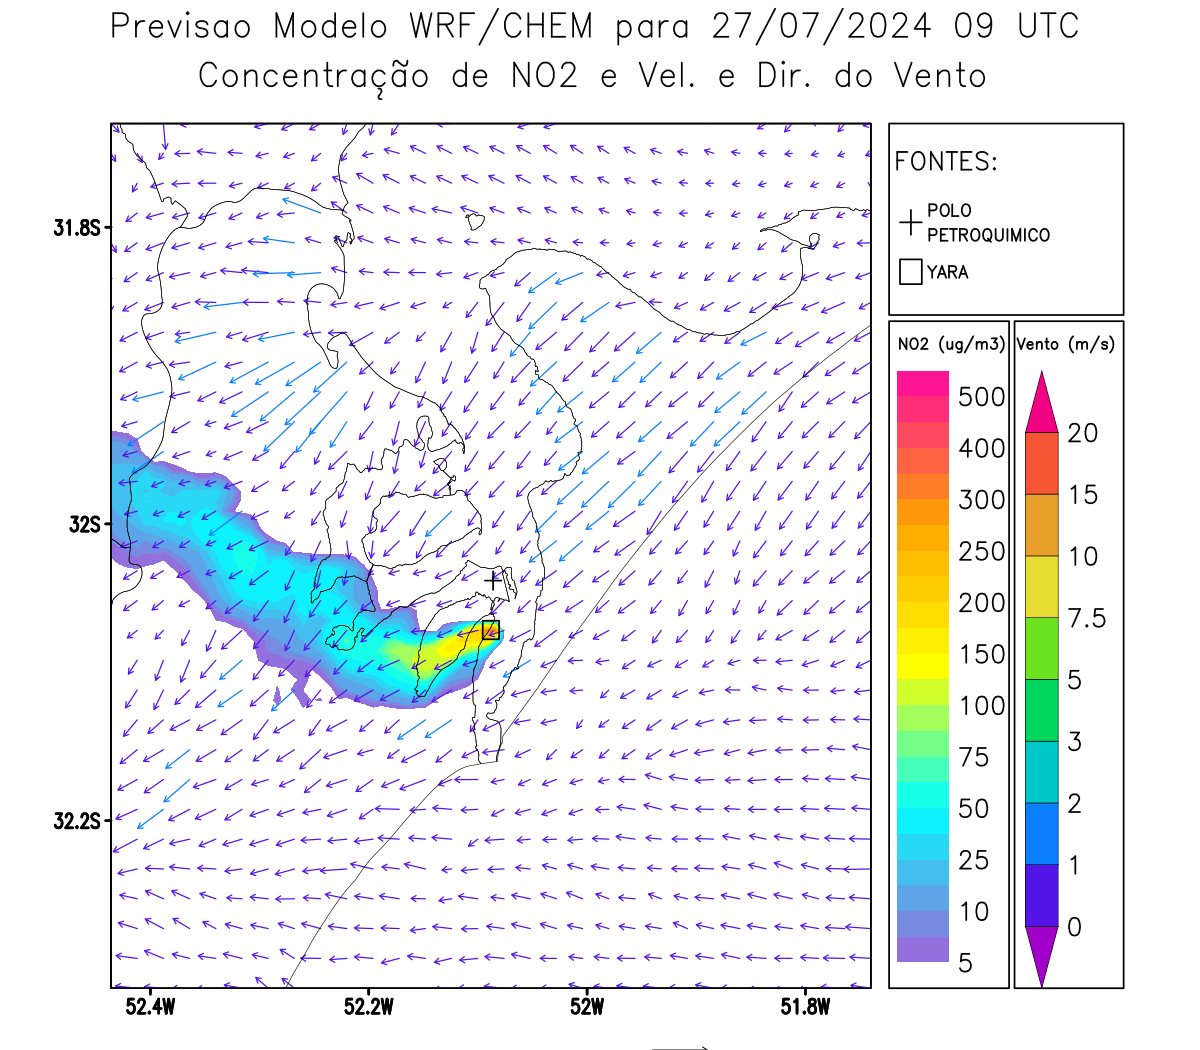 Previsao Modelo WRF/CHEM para 27/07/2024 09 UTC
Concentração de NO2 e Vel. e Dir. do Vento
FONTES:
POLO
PETROQUIMICO
YARA
NO2 (ug/m3)
500
400
300
250
200
150
100
75
50
25
10
5
Vento (m/s)
20
15
10
7.5
5
3
2
1
0
31.8S
32S
32.2S
52.4W
52.2W
52W
51.8W